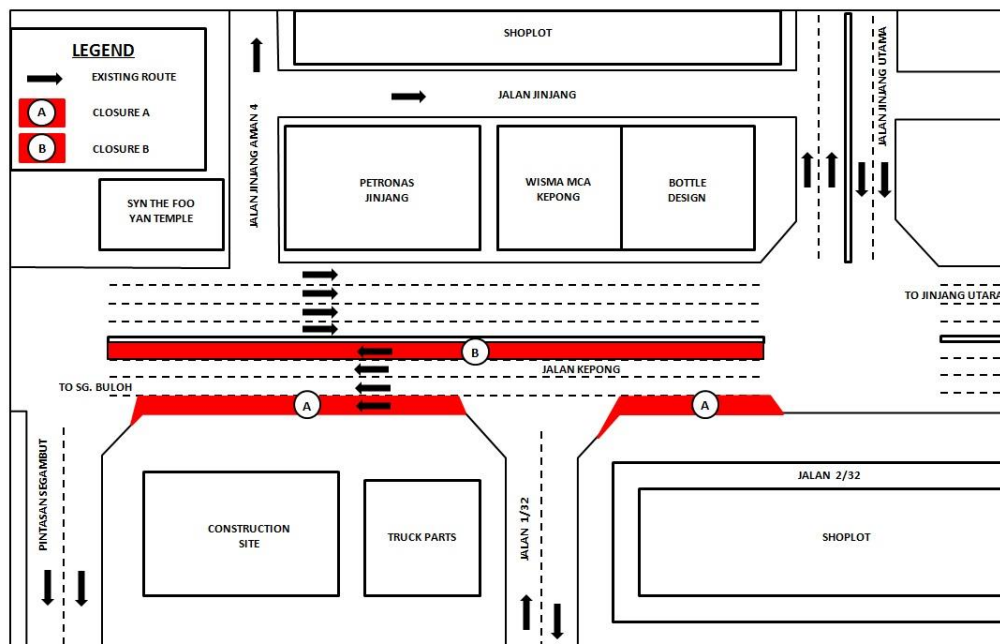 LEGEND
EXISTING ROUTE
A
CLOSURE A
B
CLOSURE B
SHOPLOT
JALAN JINJANG
JALAN JINJANG AMAN 4
JALAN JINJANG UTAMA
SYN THE FOO
YAN TEMPLE
PETRONAS
JINJANG
WISMA MCA
KEPONG
BOTTLE
DESIGN
TO JINJANG UTARA
B
JALAN KEPONG
TO SG. BULOH
A
A
PINTASAN SEGAMBUT
CONSTRUCTION
SITE
TRUCK PARTS
JALAN 1/32
JALAN 2/32
SHOPLOT